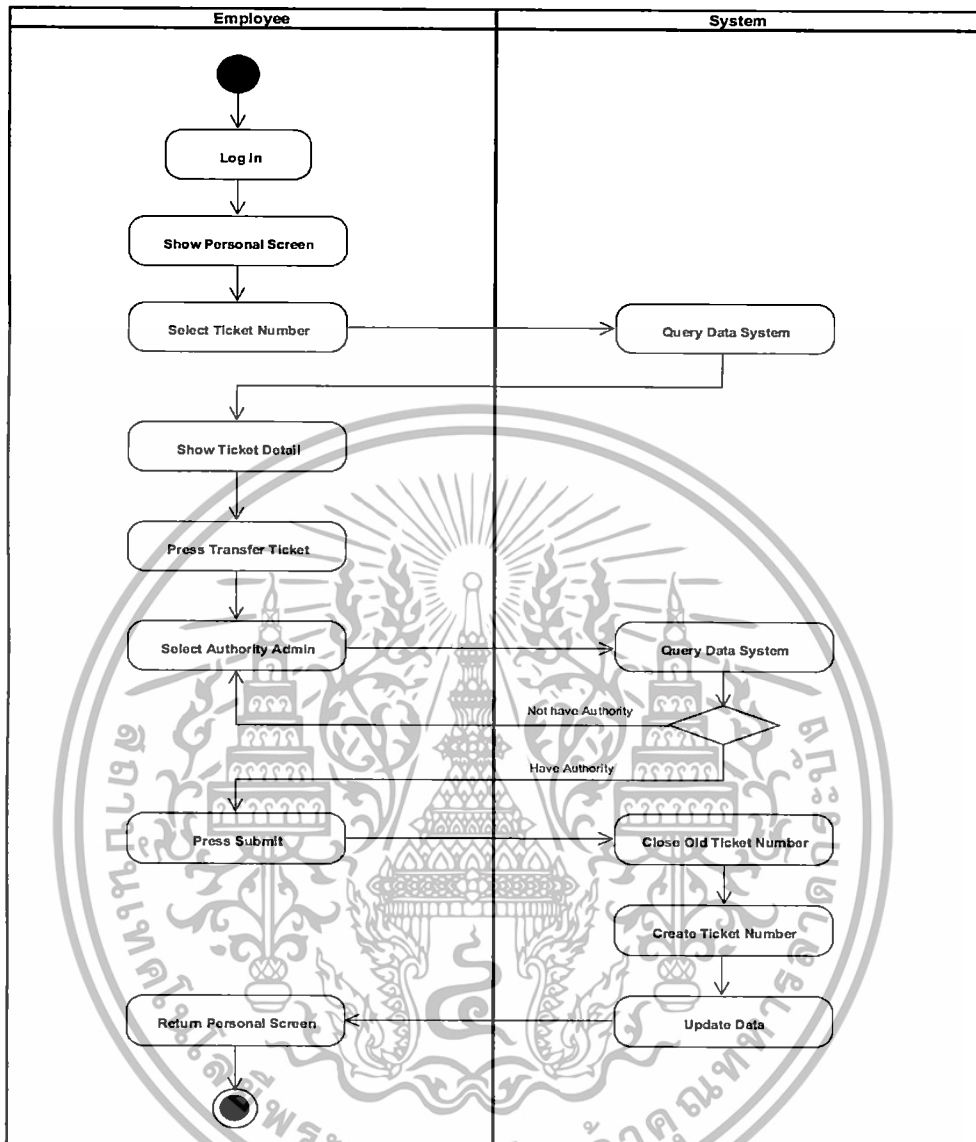 Employee
System
Log In
Show Personal Screen
Select Ticket Number
Query Data System
Show Ticket Detail
Press Transfer Ticket
Select Authority Admin
Query Data System
Not have Authority
Have Authority
Press Submit
Close Old Ticket Number
Create Ticket Number
Return Personal Screen
Update Data